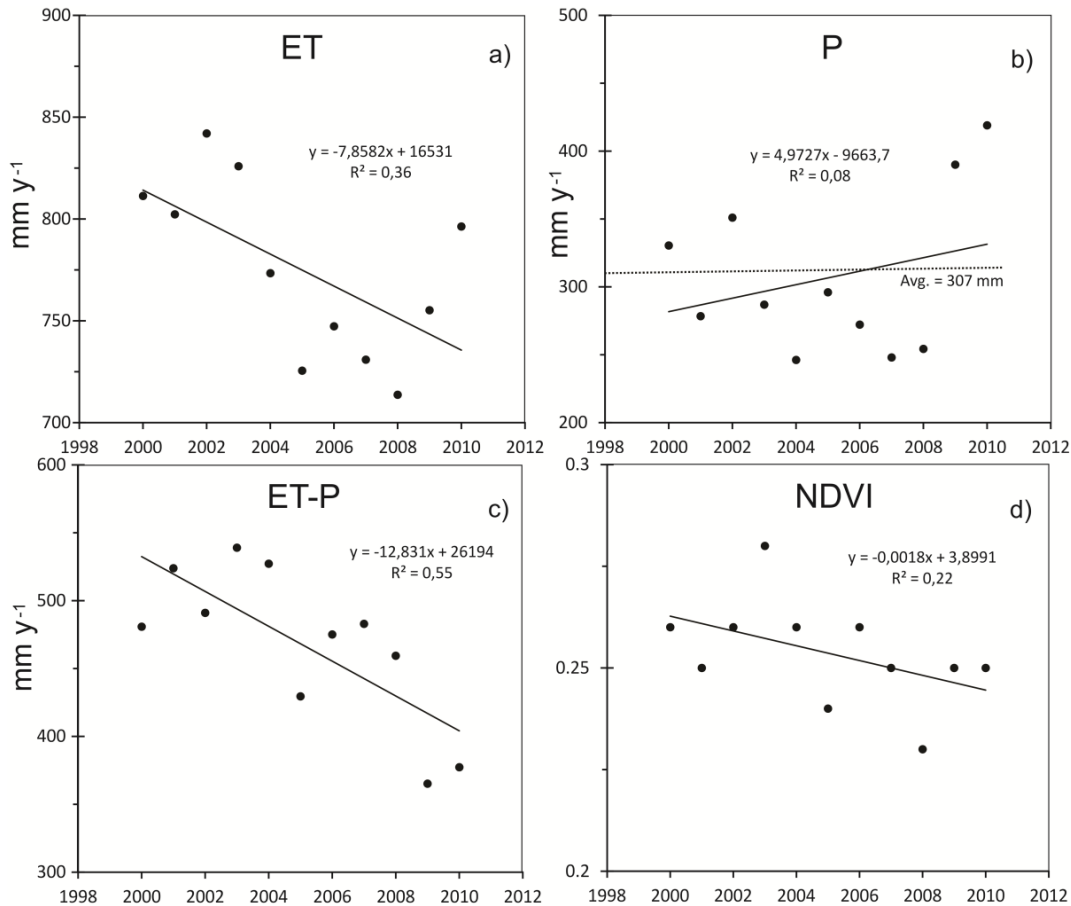 ET
a)
900
850
800
750
700
mm y⁻¹
y = -7,8582x + 16531
R² = 0,36
1998 2000 2002 2004 2006 2008 2010 2012
P
b)
500
400
300
200
mm y⁻¹
y = 4,9727x - 9663,7
R² = 0,08
Avg. = 307 mm
1998 2000 2002 2004 2006 2008 2010 2012
ET-P
c)
600
500
400
300
mm y⁻¹
y = -12,831x + 26194
R² = 0,55
1998 2000 2002 2004 2006 2008 2010 2012
NDVI
d)
0.3
0.25
0.2
y = -0,0018x + 3,8991
R² = 0,22
1998 2000 2002 2004 2006 2008 2010 2012